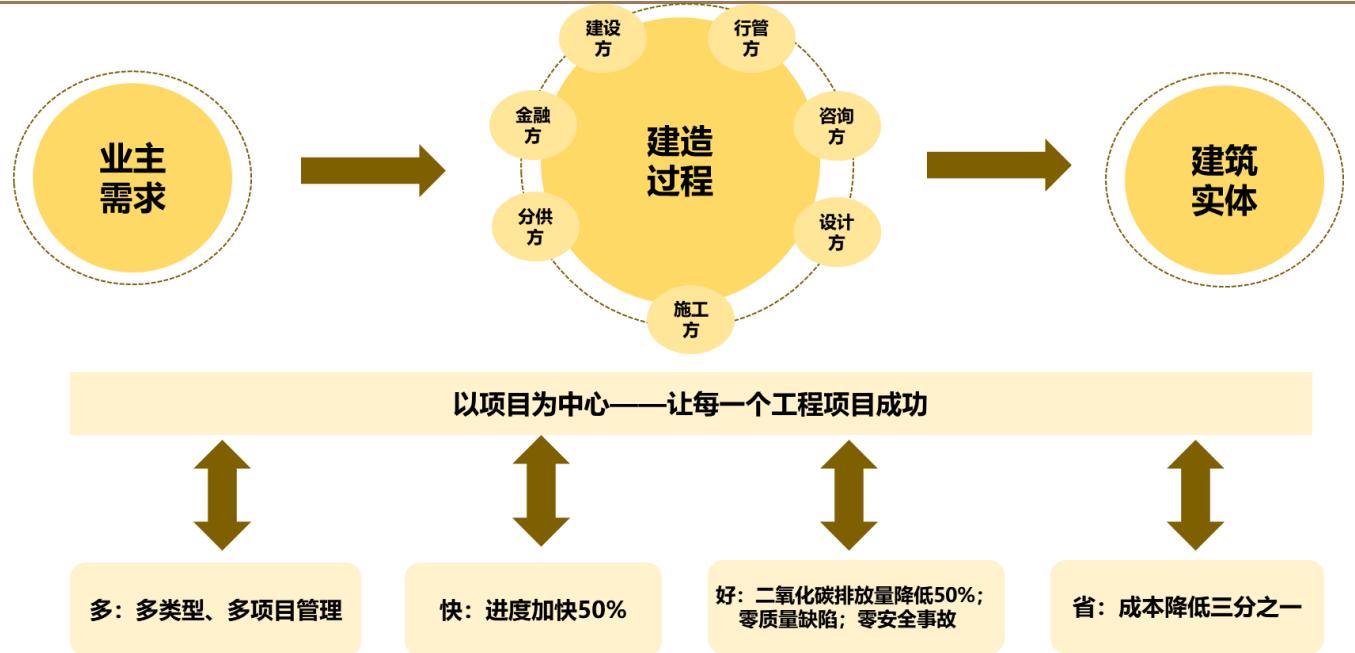 业主
需求
建设
方
行管
方
金融
方
咨询
方
建造
过程
分供
方
设计
方
施工
方
建筑
实体
以项目为中心——让每一个工程项目成功
多：多类型、多项目管理
快：进度加快50%
好：二氧化碳排放量降低50%；
零质量缺陷；零安全事故
省：成本降低三分之一